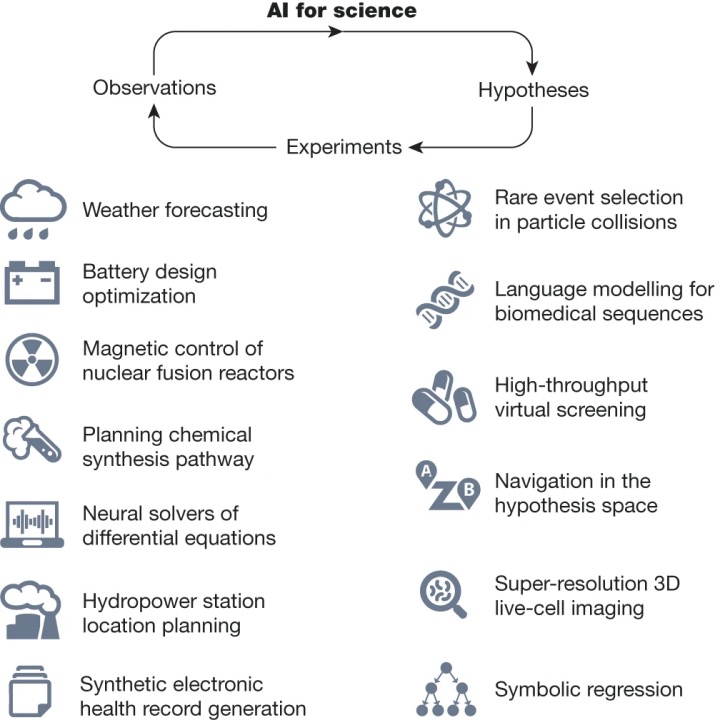 AI for science
Observations
Hypotheses
Experiments
Weather forecasting
Battery design
optimization
Magnetic control of
nuclear fusion reactors
Planning chemical
synthesis pathway
Neural solvers of
differential equations
Hydropower station
location planning
Synthetic electronic
health record generation
Rare event selection
in particle collisions
Language modelling for
biomedical sequences
High-throughput
virtual screening
A
Z
B
Navigation in the
hypothesis space
Super-resolution 3D
live-cell imaging
Symbolic regression